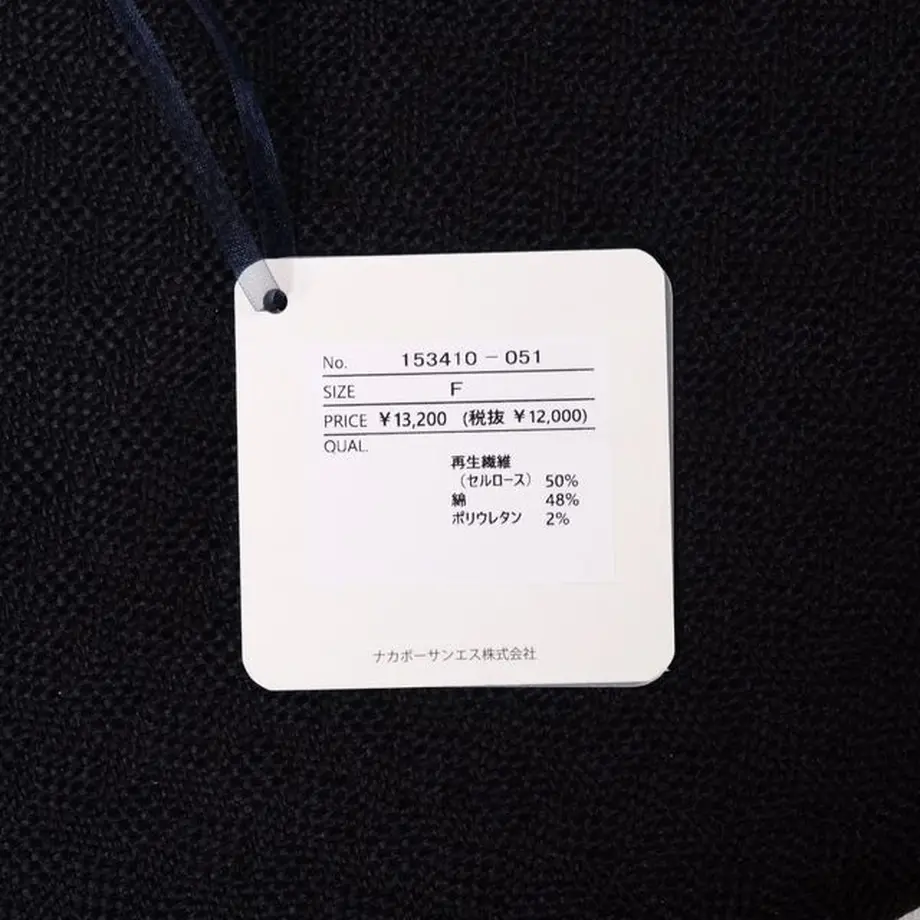 No. 153410-051
SIZE F
PRICE ¥13,200 (税抜 ¥12,000)
QUAL.
再生繊維
(セルロース) 50%
綿 48%
ポリウレタン 2%
ナカボーサンエス株式会社